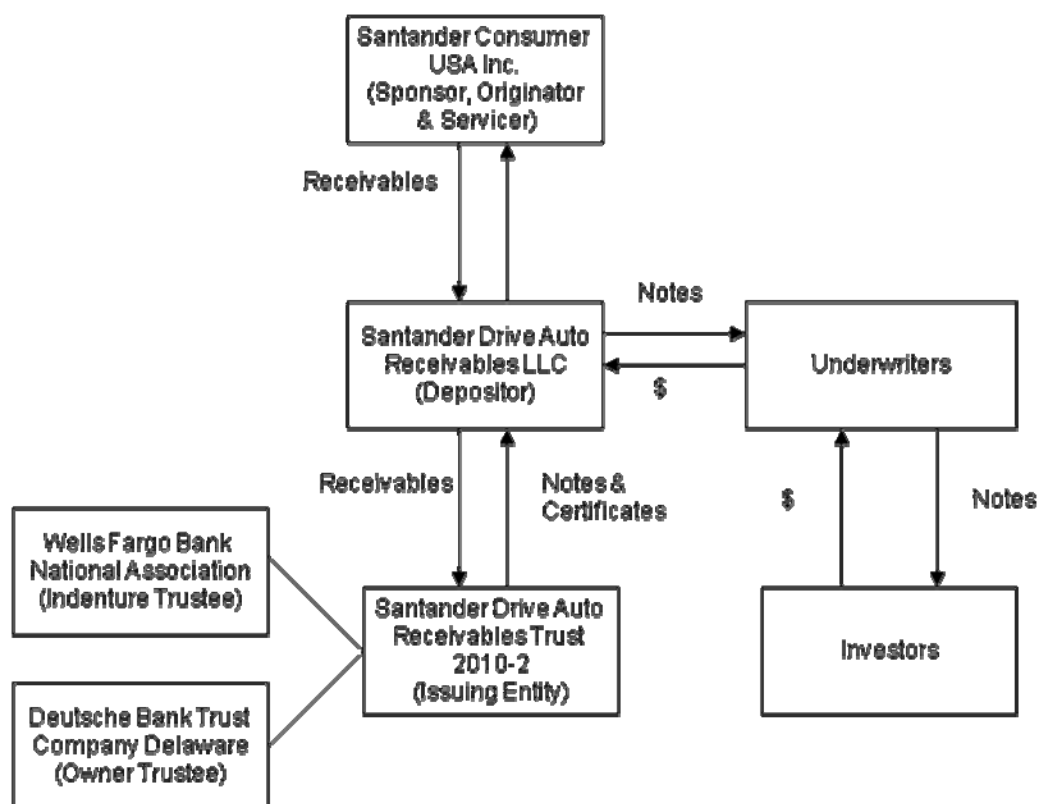 Santander Consumer
USA Inc.
(Sponsor, Originator
& Servicer)
Receivables
Notes
Santander Drive Auto
Receivables LLC
(Depositor)
Underwriters
$
Receivables
Notes &
Certificates
$
Notes
Wells Fargo Bank
National Association
(Indenture Trustee)
Santander Drive Auto
Receivables Trust
2010-2
(Issuing Entity)
Investors
Deutsche Bank Trust
Company Delaware
(Owner Trustee)